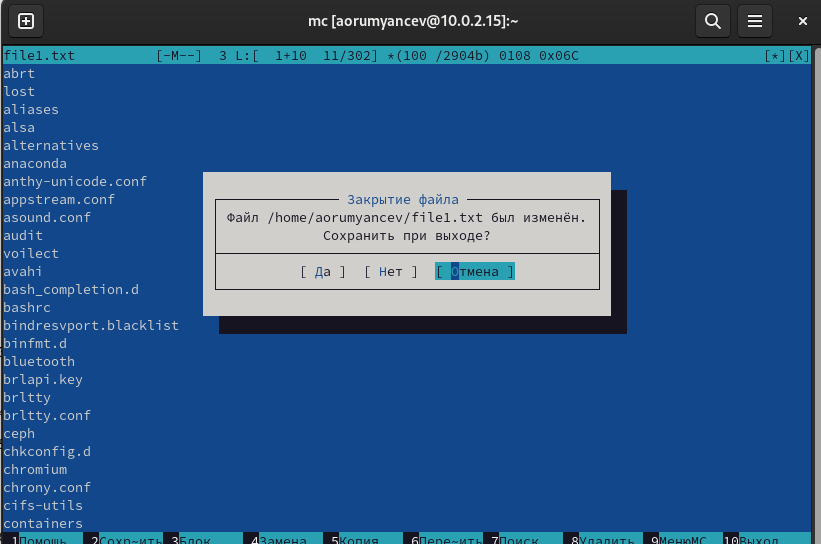 mc [aorumyancev@10.0.2.15]:~
file1.txt [-M--] 3 L:[ 1+10 11/302] *(100 /2904b) 0108 0x06C [*][X]
abrt
lost
aliases
alsa
alternatives
anaconda
anthy-unicode.conf
appstream.conf
asound.conf
audit
voilect
avahi
bash_completion.d
bashrc
bindresvport.blacklist
binfmt.d
bluetooth
brlapi.key
brltty
brltty.conf
ceph
chkconfig.d
chromium
chrony.conf
cifs-utils
containers
Закрытие файла
Файл /home/aorumyancev/file1.txt был изменён.
Сохранить при выходе?
[ Да ] [ Нет ] [ Отмена ]
1Помощь 2Сохр~ить 3Блок 4Замена 5Копия 6Пере~ить 7Поиск 8Удалить 9МенюMC 10Выход